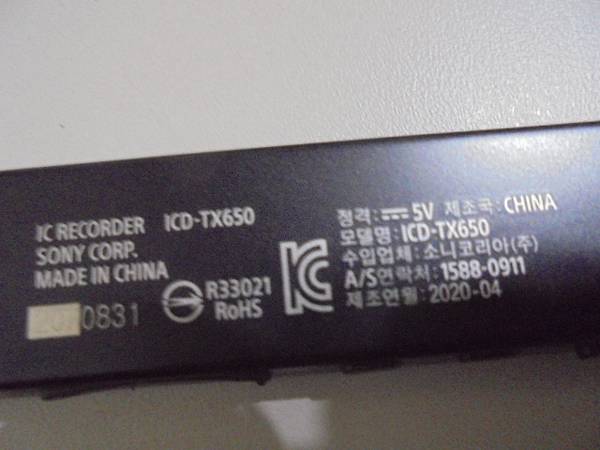 IC RECORDER ICD-TX650
SONY CORP.
MADE IN CHINA
0831
R33021
RoHS
정격: ⎓ 5V 제조국: CHINA
모델명: ICD-TX650
수입업체: 소니코리아(주)
A/S연락처: 1588-0911
제조연월: 2020-04